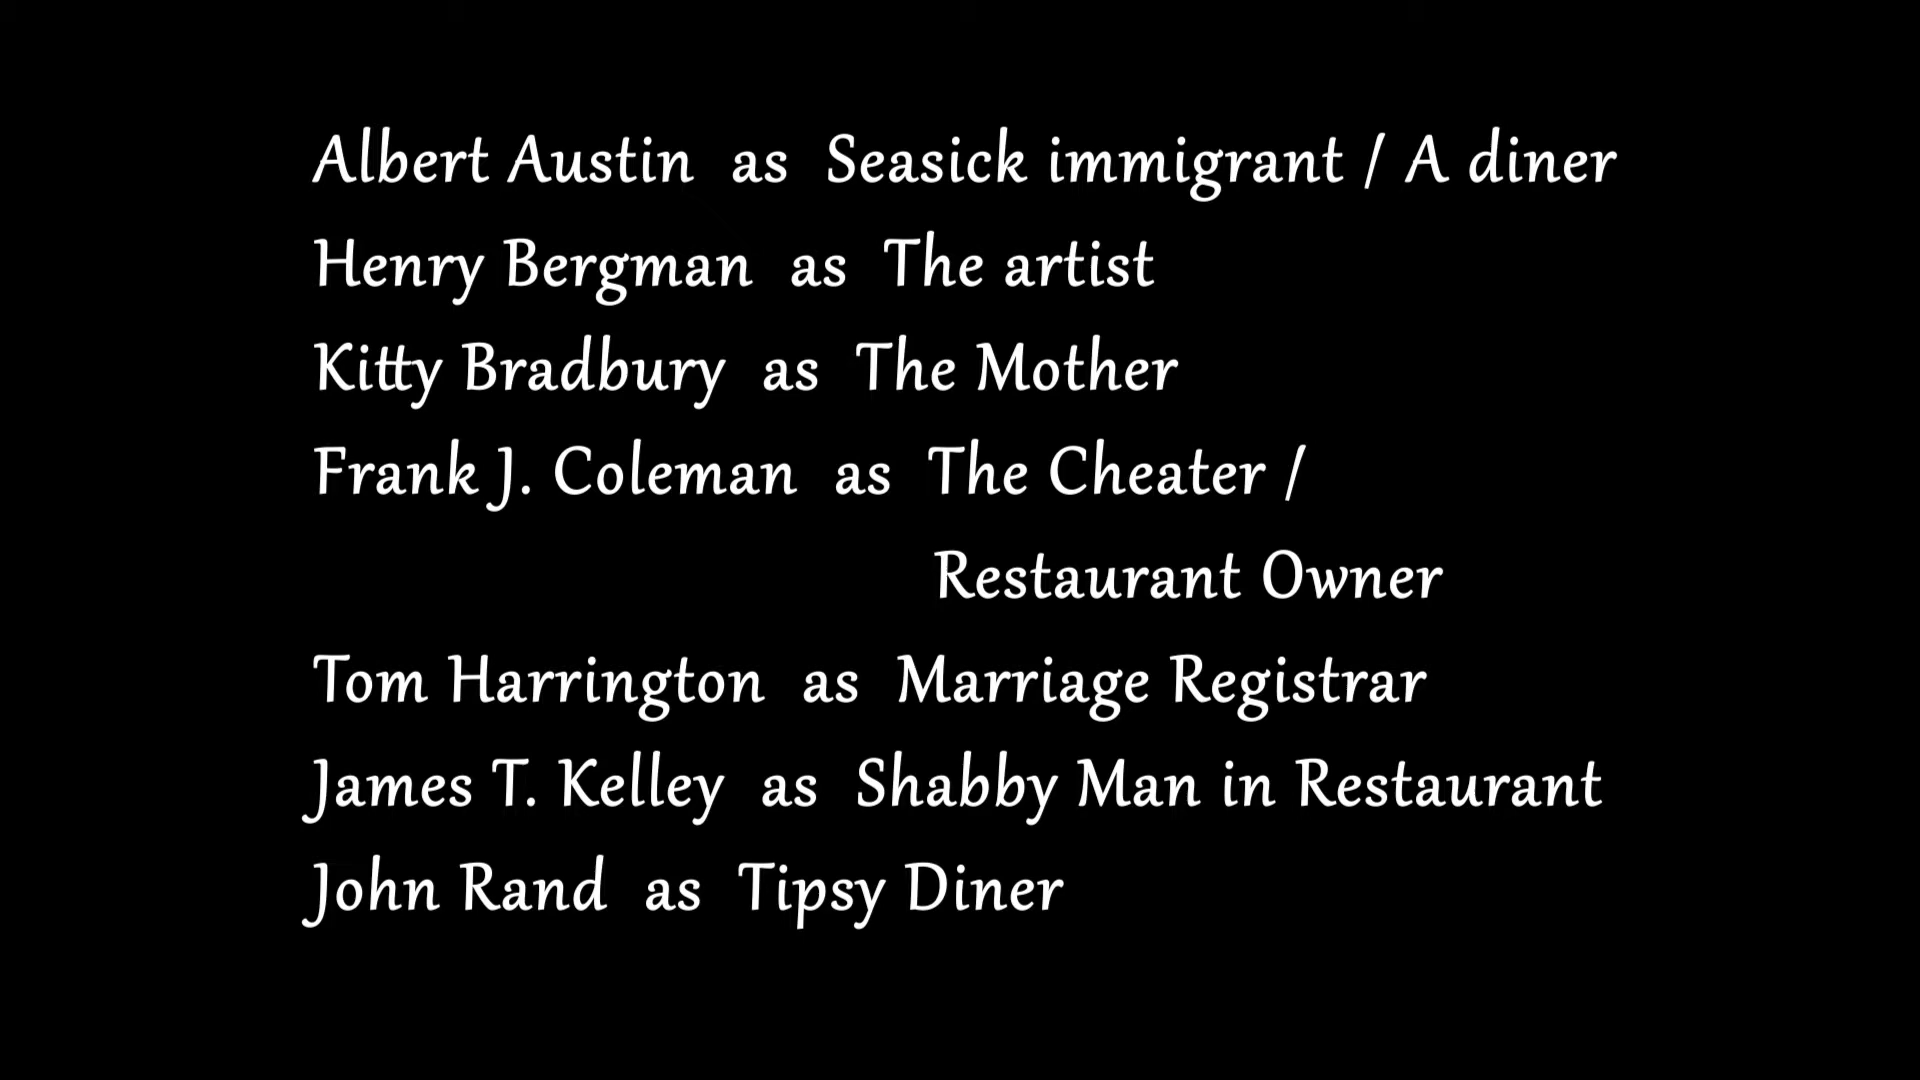 Albert Austin as Seasick immigrant / A diner
Henry Bergman as The artist
Kitty Bradbury as The Mother
Frank J. Coleman as The Cheater /
Restaurant Owner
Tom Harrington as Marriage Registrar
James T. Kelley as Shabby Man in Restaurant
John Rand as Tipsy Diner